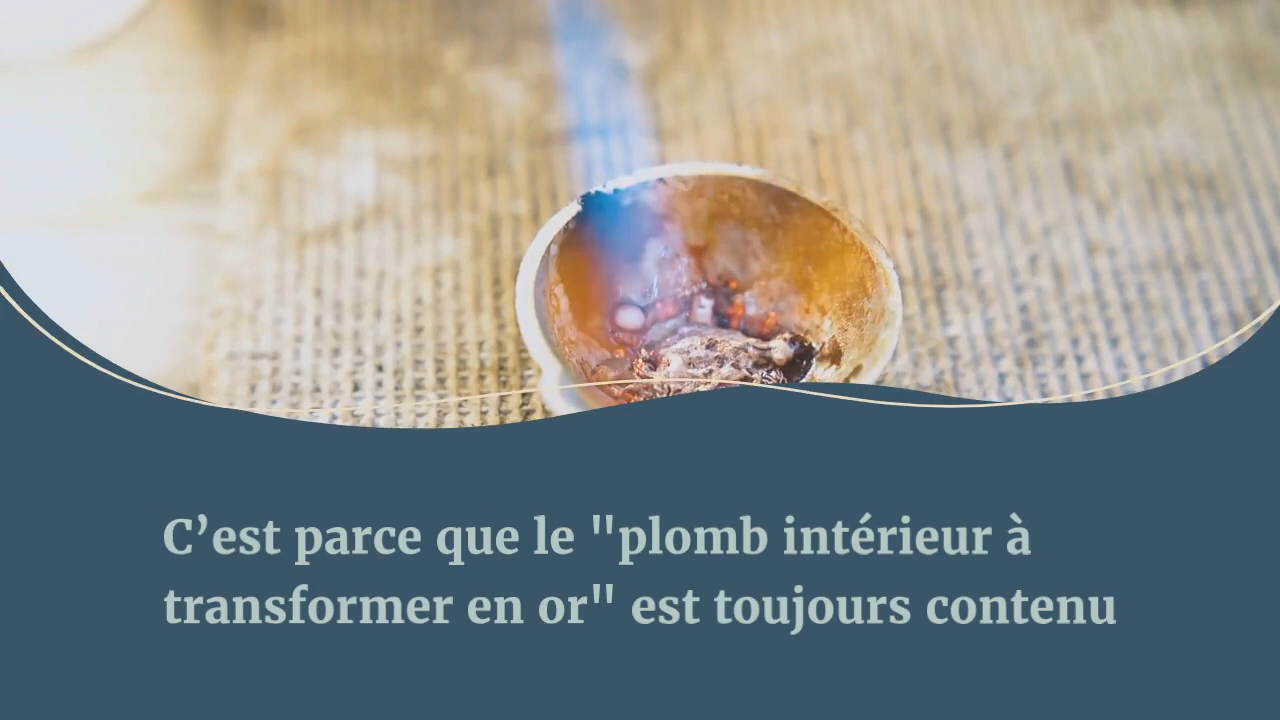 C’est parce que le "plomb intérieur à
transformer en or" est toujours contenu